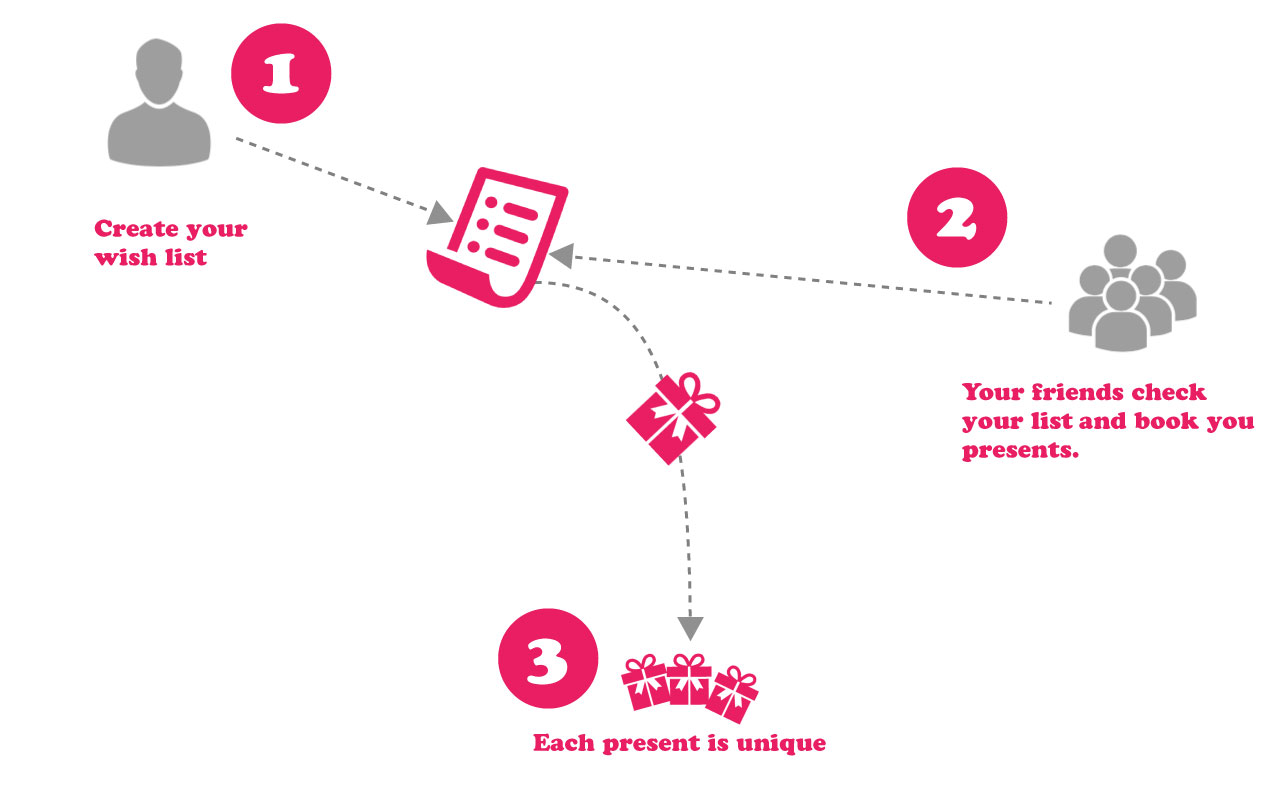 1
Create your
wish list
2
Your friends check
your list and book you
presents.
3
Each present is unique